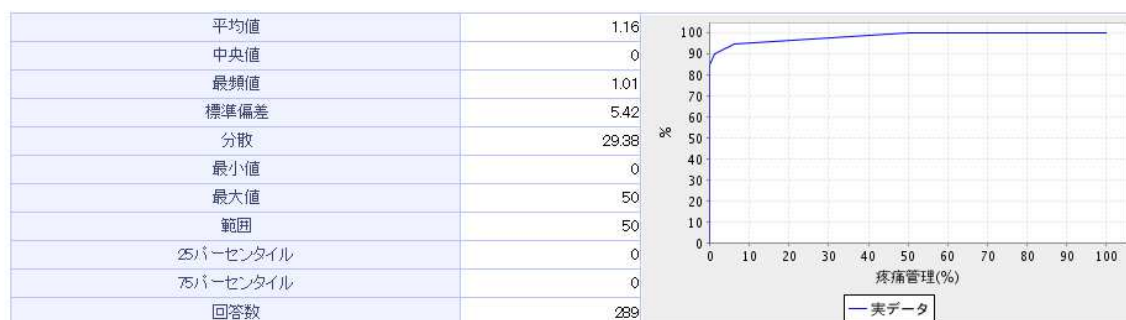 平均値 1.16
中央値 0
最頻値 1.01
標準偏差 5.42
分散 29.38
最小値 0
最大値 50
範囲 50
25パーセンタイル 0
75パーセンタイル 0
回答数 289
100
90
80
70
60
50
40
30
20
10
0
%
0 10 20 30 40 50 60 70 80 90 100
疼痛管理(%)
実データ